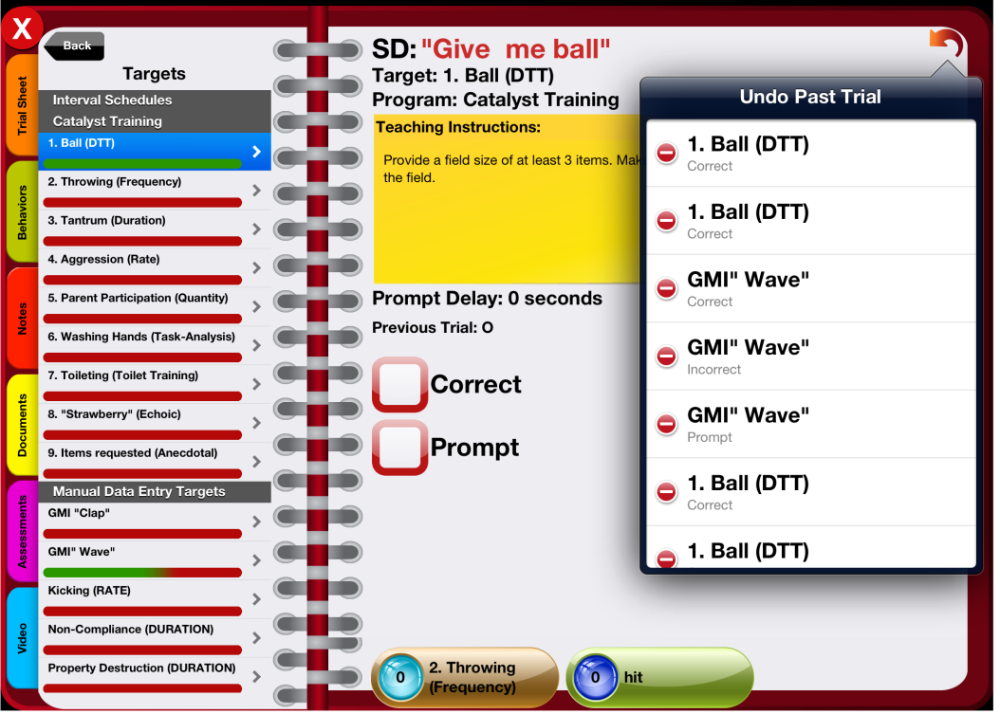 X
Back
Targets
Trial Sheet
Behaviors
Notes
Documents
Assessments
Video
Interval Schedules
Catalyst Training
1. Ball (DTT)
2. Throwing (Frequency)
3. Tantrum (Duration)
4. Aggression (Rate)
5. Parent Participation (Quantity)
6. Washing Hands (Task-Analysis)
7. Toileting (Toilet Training)
8. "Strawberry" (Echoic)
9. Items requested (Anecdotal)
Manual Data Entry Targets
GMI "Clap"
GMI" Wave"
Kicking (RATE)
Non-Compliance (DURATION)
Property Destruction (DURATION)
SD: "Give  me ball"
Target: 1. Ball (DTT)
Program: Catalyst Training
Teaching Instructions:
Provide a field size of at least 3 items. Mak
the field.
Prompt Delay: 0 seconds
Previous Trial: O
Correct
Prompt
0
2. Throwing
(Frequency)
0
hit
Undo Past Trial
1. Ball (DTT)
Correct
1. Ball (DTT)
Correct
GMI" Wave"
Correct
GMI" Wave"
Incorrect
GMI" Wave"
Prompt
1. Ball (DTT)
Correct
1. Ball (DTT)